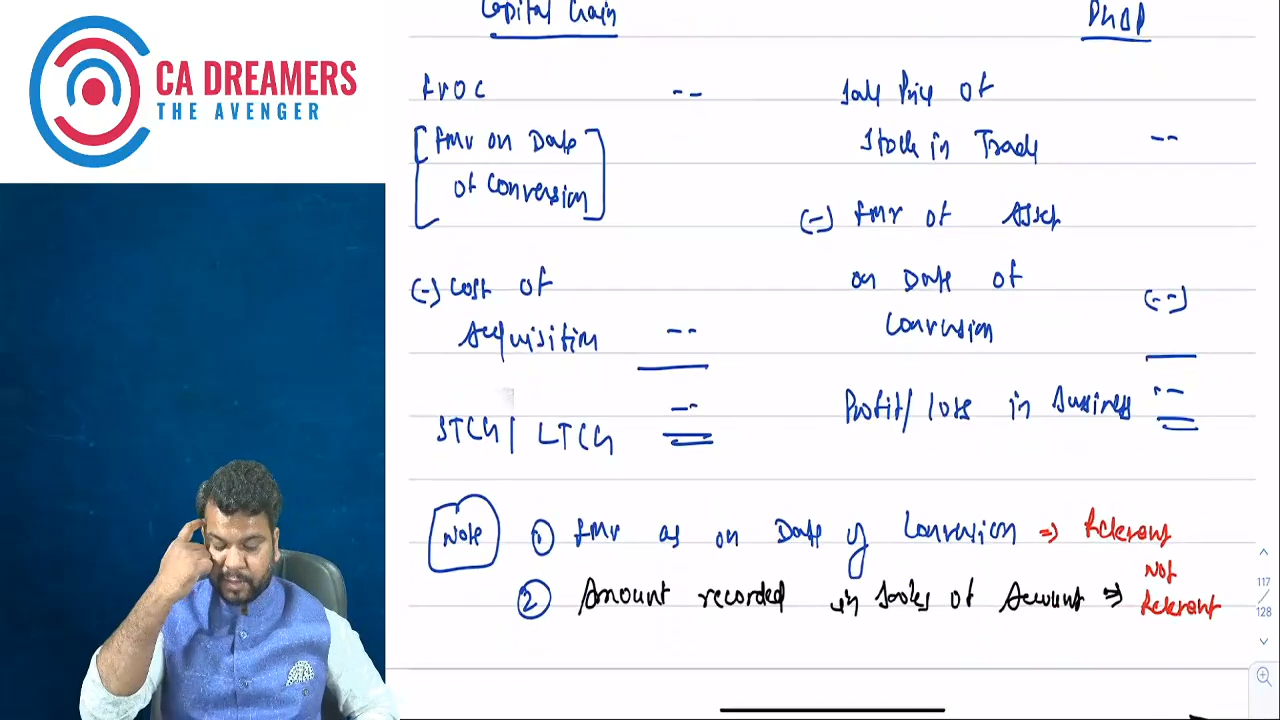 CA DREAMERS
THE AVENGER
Capital Gain
PGBP
FVOC --
[FMV on Date
of Conversion]
(-) Cost of
Acquisition --
STCG | LTCG --
Sale Price of
Stock in Trade --
(-) FMV of Asset
on Date of
Conversion (--)
Profit/loss in Business --
Note
① FMV as on Date of Conversion ⇒ Relevant
② Amount recorded in Books of Account ⇒ Not Relevant
117
/
128